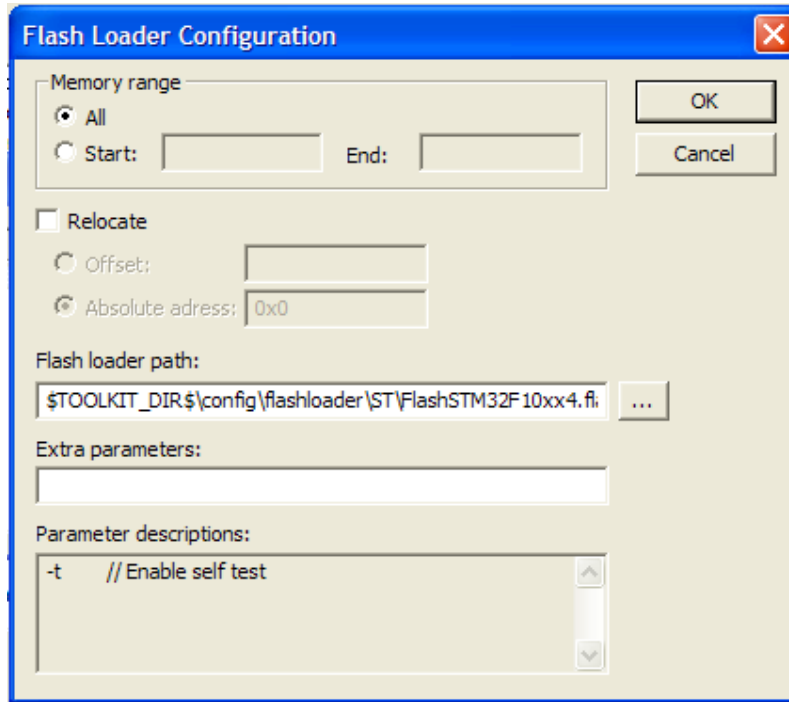 Flash Loader Configuration
Memory range
All
Start: End:
OK
Cancel
Relocate
Offset:
Absolute adress: 0x0
Flash loader path:
$TOOLKIT_DIR$\config\flashloader\ST\FlashSTM32F10xx4.fl
...
Extra parameters:
Parameter descriptions:
-t // Enable self test